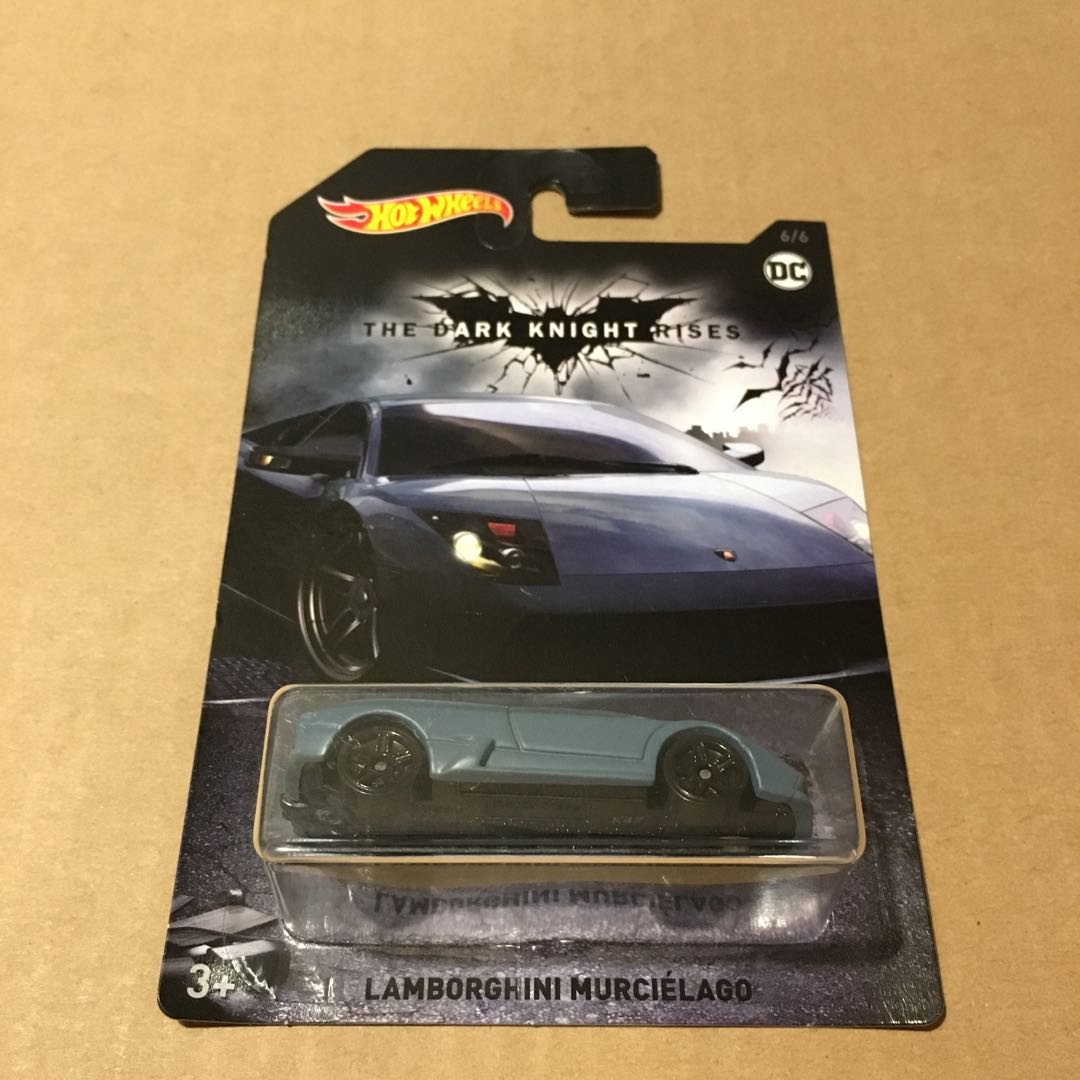 HOT WHEELS
6/6
DC
THE DARK KNIGHT RISES
LAMBORGHINI MURCIÉLAGO
3+
LAMBORGHINI MURCIÉLAGO